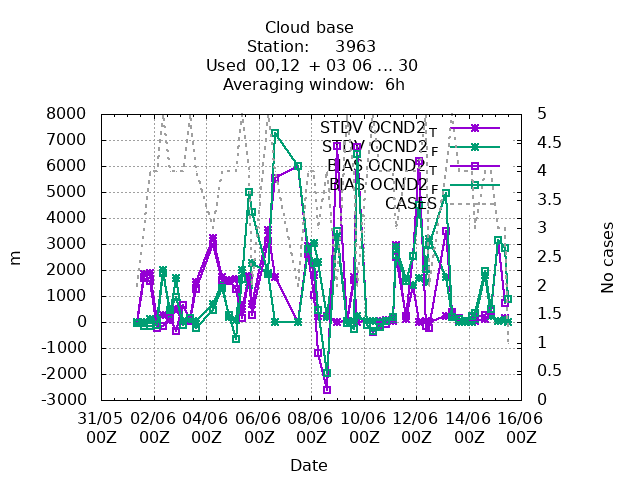 Cloud base
Station: 3963
Used 00,12 + 03 06 ... 30
Averaging window: 6h
8000
7000
6000
5000
4000
3000
2000
1000
0
-1000
-2000
-3000
m
STDV OCND2 T
STDV OCND2 F
BIAS OCND2 T
BIAS OCND2 F
CASES
5
4.5
4
3.5
3
2.5
2
1.5
1
0.5
0
No cases
31/05 02/06 04/06 06/06 08/06 10/06 12/06 14/06 16/06
00Z 00Z 00Z 00Z 00Z 00Z 00Z 00Z 00Z
Date